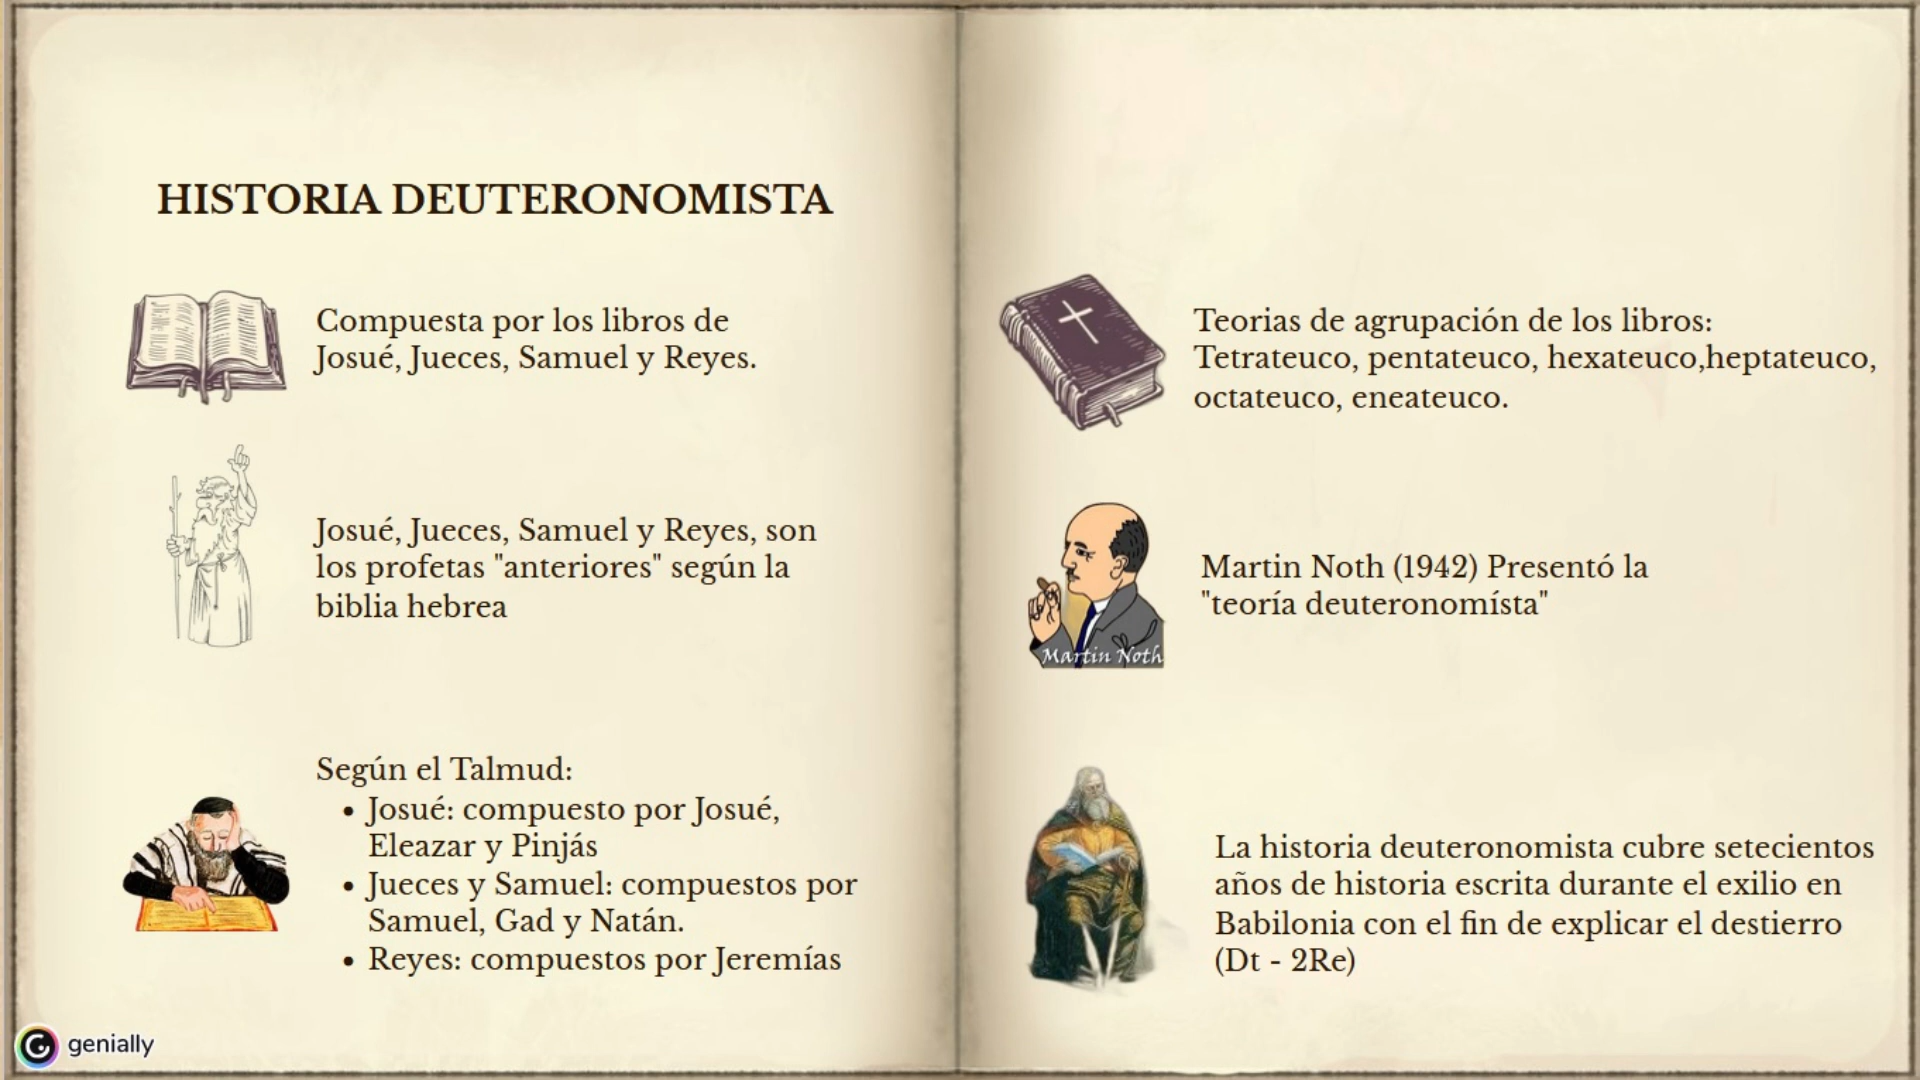 HISTORIA DEUTERONOMISTA
Compuesta por los libros de
Josué, Jueces, Samuel y Reyes.
Josué, Jueces, Samuel y Reyes, son
los profetas "anteriores" según la
biblia hebrea
Según el Talmud:
• Josué: compuesto por Josué,
Eleazar y Pinjás
• Jueces y Samuel: compuestos por
Samuel, Gad y Natán.
• Reyes: compuestos por Jeremías
Teorias de agrupación de los libros:
Tetrateuco, pentateuco, hexateuco,heptateuco,
octateuco, eneateuco.
Martin Noth (1942) Presentó la
"teoría deuteronomísta"
Martin Noth
La historia deuteronomista cubre setecientos
años de historia escrita durante el exilio en
Babilonia con el fin de explicar el destierro
(Dt - 2Re)
genially